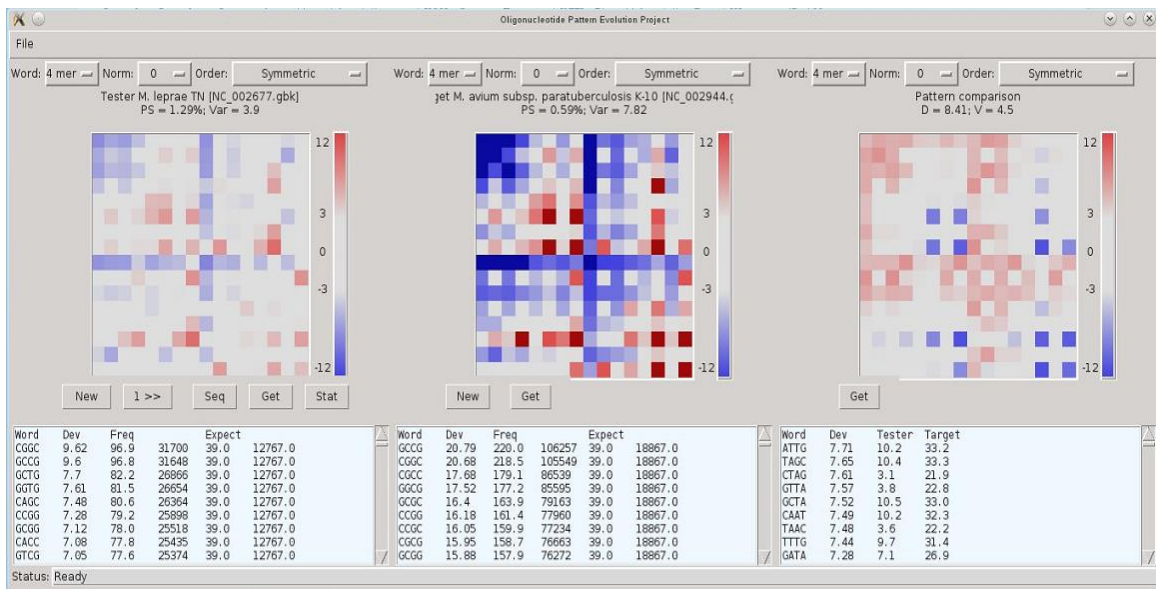 Oligonucleotide Pattern Evolution Project
File
Word: 4 mer Norm: 0 Order: Symmetric
Word: 4 mer Norm: 0 Order: Symmetric
Word: 4 mer Norm: 0 Order: Symmetric
Tester M. leprae TN [NC_002677.gbk]
PS = 1.29%; Var = 3.9
get M. avium subsp. paratuberculosis K-10 [NC_002944.g
PS = 0.59%; Var = 7.82
Pattern comparison
D = 8.41; V = 4.5
12
3
0
-3
-12
12
3
0
-3
-12
12
3
0
-3
-12
New 1 >> Seq Get Stat
New Get
Get
Word Dev Freq Expect
CGGC 9.62 96.9 31700 39.0 12767.0
GCCG 9.6 96.8 31648 39.0 12767.0
GCTG 7.7 82.2 26866 39.0 12767.0
GGTG 7.61 81.5 26654 39.0 12767.0
CAGC 7.48 80.6 26364 39.0 12767.0
CCGG 7.28 79.2 25898 39.0 12767.0
GCGG 7.12 78.0 25518 39.0 12767.0
CACC 7.08 77.8 25435 39.0 12767.0
GTCG 7.05 77.6 25374 39.0 12767.0
Word Dev Freq Expect
GCCG 20.79 220.0 106257 39.0 18867.0
CGGC 20.68 218.5 105549 39.0 18867.0
CCGC 17.68 179.1 86539 39.0 18867.0
GGCG 17.52 177.2 85595 39.0 18867.0
GCGC 16.4 163.9 79163 39.0 18867.0
CCGG 16.18 161.4 77960 39.0 18867.0
CCGC 16.05 159.9 77234 39.0 18867.0
CGCG 15.95 158.7 76663 39.0 18867.0
GCGG 15.88 157.9 76272 39.0 18867.0
Word Dev Tester Target
ATTG 7.71 10.2 33.2
TAGC 7.65 10.4 33.3
CTAG 7.61 3.1 21.9
GTTA 7.57 3.8 22.8
GCTA 7.52 10.5 33.0
CAAT 7.49 10.2 32.3
TAAC 7.48 3.6 22.2
TTTG 7.44 9.7 31.4
GATA 7.28 7.1 26.9
Status: Ready